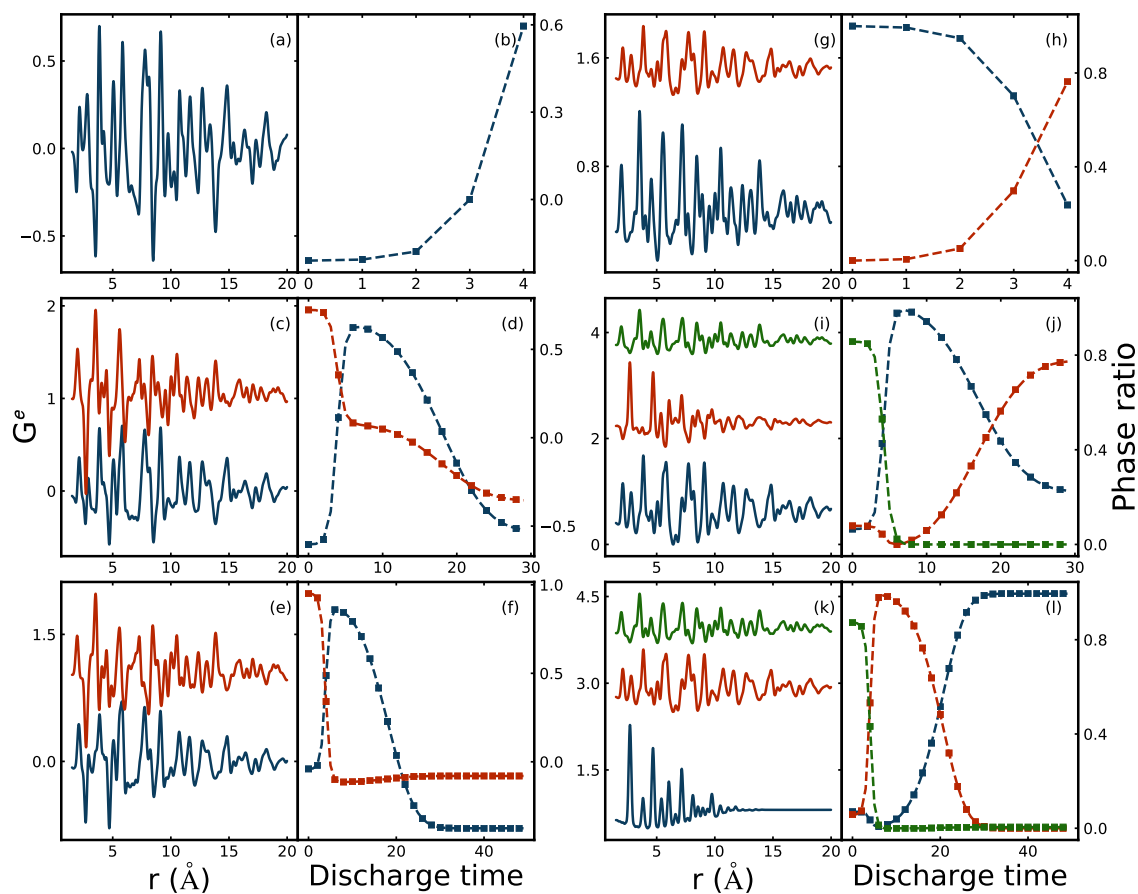 (a) (b) (g) (h)
0.5 0.0 −0.5
0.6 0.3 0.0
1.6 0.8
0.8 0.4 0.0
5 10 15 20 0 1 2 3 4 5 10 15 20 0 1 2 3 4
(c) (d) (i) (j)
2 1 0
0.5 0.0 −0.5
4 2 0
0.8 0.4 0.0
5 10 15 20 0 10 20 30 5 10 15 20 0 10 20 30
(e) (f) (k) (l)
1.5 0.0
1.0 0.5 0.0
4.5 3.0 1.5
0.8 0.4 0.0
5 10 15 20 0 20 40 5 10 15 20 0 20 40
G^e
Phase ratio
r (Å) Discharge time r (Å) Discharge time